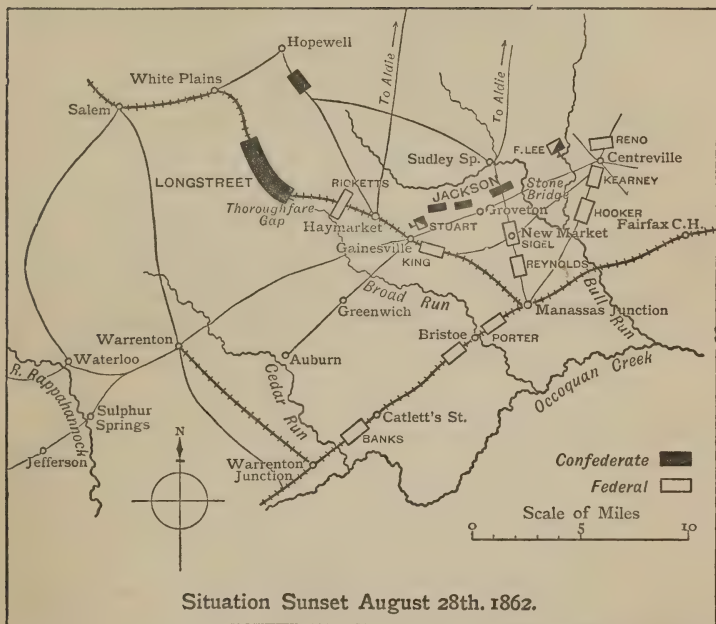 Hopewell
White Plains
Salem
To Aldie
To Aldie
F. LEE
RENO
Centreville
Sudley Sp.
KEARNEY
LONGSTREET
RICKETTS
JACKSON
Stone
Bridge
HOOKER
Thoroughfare
Gap
Haymarket
STUART
Groveton
Fairfax C.H.
Gainesville
New Market
SIGEL
KING
REYNOLDS
Broad Run
Bull Run
Greenwich
Manassas Junction
Warrenton
Bristoe
PORTER
Waterloo
Auburn
R. Rappahannock
Cedar Run
Occoquan Creek
Sulphur
Springs
Catlett's St.
BANKS
Jefferson
N
Warrenton
Junction
Confederate
Federal
Scale of Miles
0 5 10
Situation Sunset August 28th. 1862.